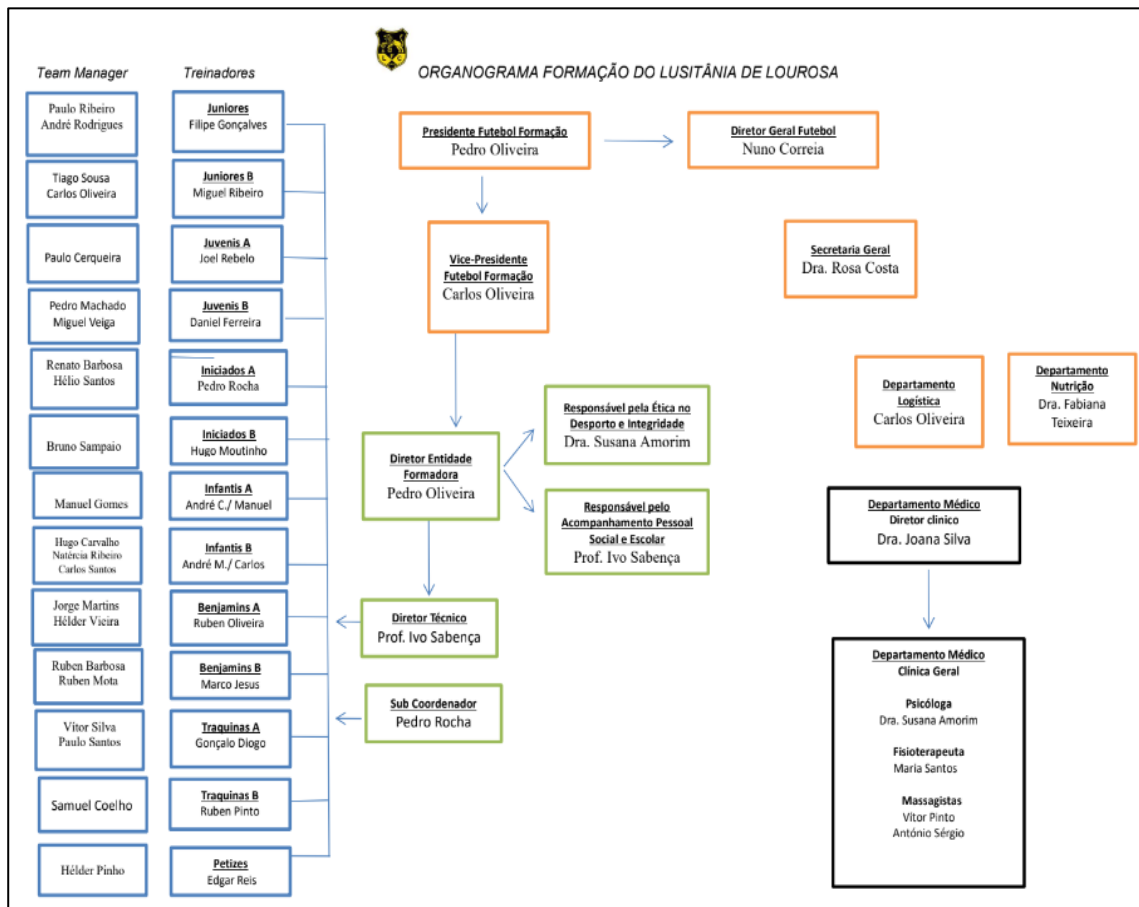 ORGANOGRAMA FORMAÇÃO DO LUSITÂNIA DE LOUROSA
Team Manager
Treinadores
Paulo Ribeiro
André Rodrigues
Juniores
Filipe Gonçalves
Tiago Sousa
Carlos Oliveira
Juniores B
Miguel Ribeiro
Paulo Cerqueira
Juvenis A
Joel Rebelo
Pedro Machado
Miguel Veiga
Juvenis B
Daniel Ferreira
Renato Barbosa
Hélio Santos
Iniciados A
Pedro Rocha
Bruno Sampaio
Iniciados B
Hugo Moutinho
Manuel Gomes
Infantis A
André C./ Manuel
Hugo Carvalho
Natércia Ribeiro
Carlos Santos
Infantis B
André M./ Carlos
Jorge Martins
Hélder Vieira
Benjamins A
Ruben Oliveira
Ruben Barbosa
Ruben Mota
Benjamins B
Marco Jesus
Vítor Silva
Paulo Santos
Traquinas A
Gonçalo Diogo
Samuel Coelho
Traquinas B
Ruben Pinto
Hélder Pinho
Petizes
Edgar Reis
Presidente Futebol Formação
Pedro Oliveira
Diretor Geral Futebol
Nuno Correia
Vice-Presidente
Futebol Formação
Carlos Oliveira
Secretaria Geral
Dra. Rosa Costa
Departamento
Logística
Carlos Oliveira
Departamento
Nutrição
Dra. Fabiana
Teixeira
Responsável pela Ética no
Desporto e Integridade
Dra. Susana Amorim
Diretor Entidade
Formadora
Pedro Oliveira
Responsável pelo
Acompanhamento Pessoal
Social e Escolar
Prof. Ivo Sabença
Diretor Técnico
Prof. Ivo Sabença
Sub Coordenador
Pedro Rocha
Departamento Médico
Diretor clinico
Dra. Joana Silva
Departamento Médico
Clínica Geral
Psicóloga
Dra. Susana Amorim
Fisioterapeuta
Maria Santos
Massagistas
Vítor Pinto
António Sérgio